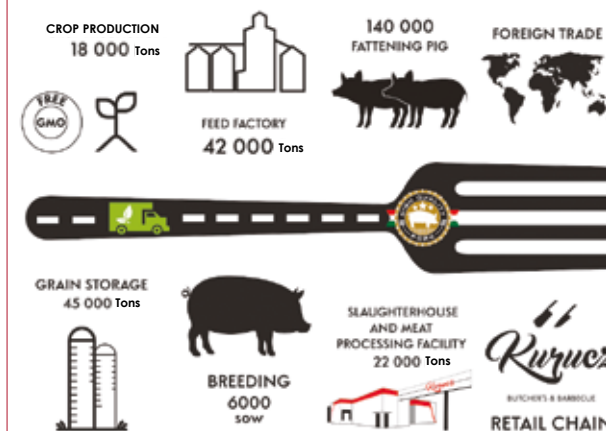 CROP PRODUCTION
18 000 Tons
FREE
GMO
FEED FACTORY
42 000 Tons
140 000
FATTENING PIG
FOREIGN TRADE
GRAIN STORAGE
45 000 Tons
BREEDING
6000
sow
SLAUGHTERHOUSE
AND MEAT
PROCESSING FACILITY
22 000 Tons
Kurucz
BUTCHER'S & BARBECUE
RETAIL CHAIN